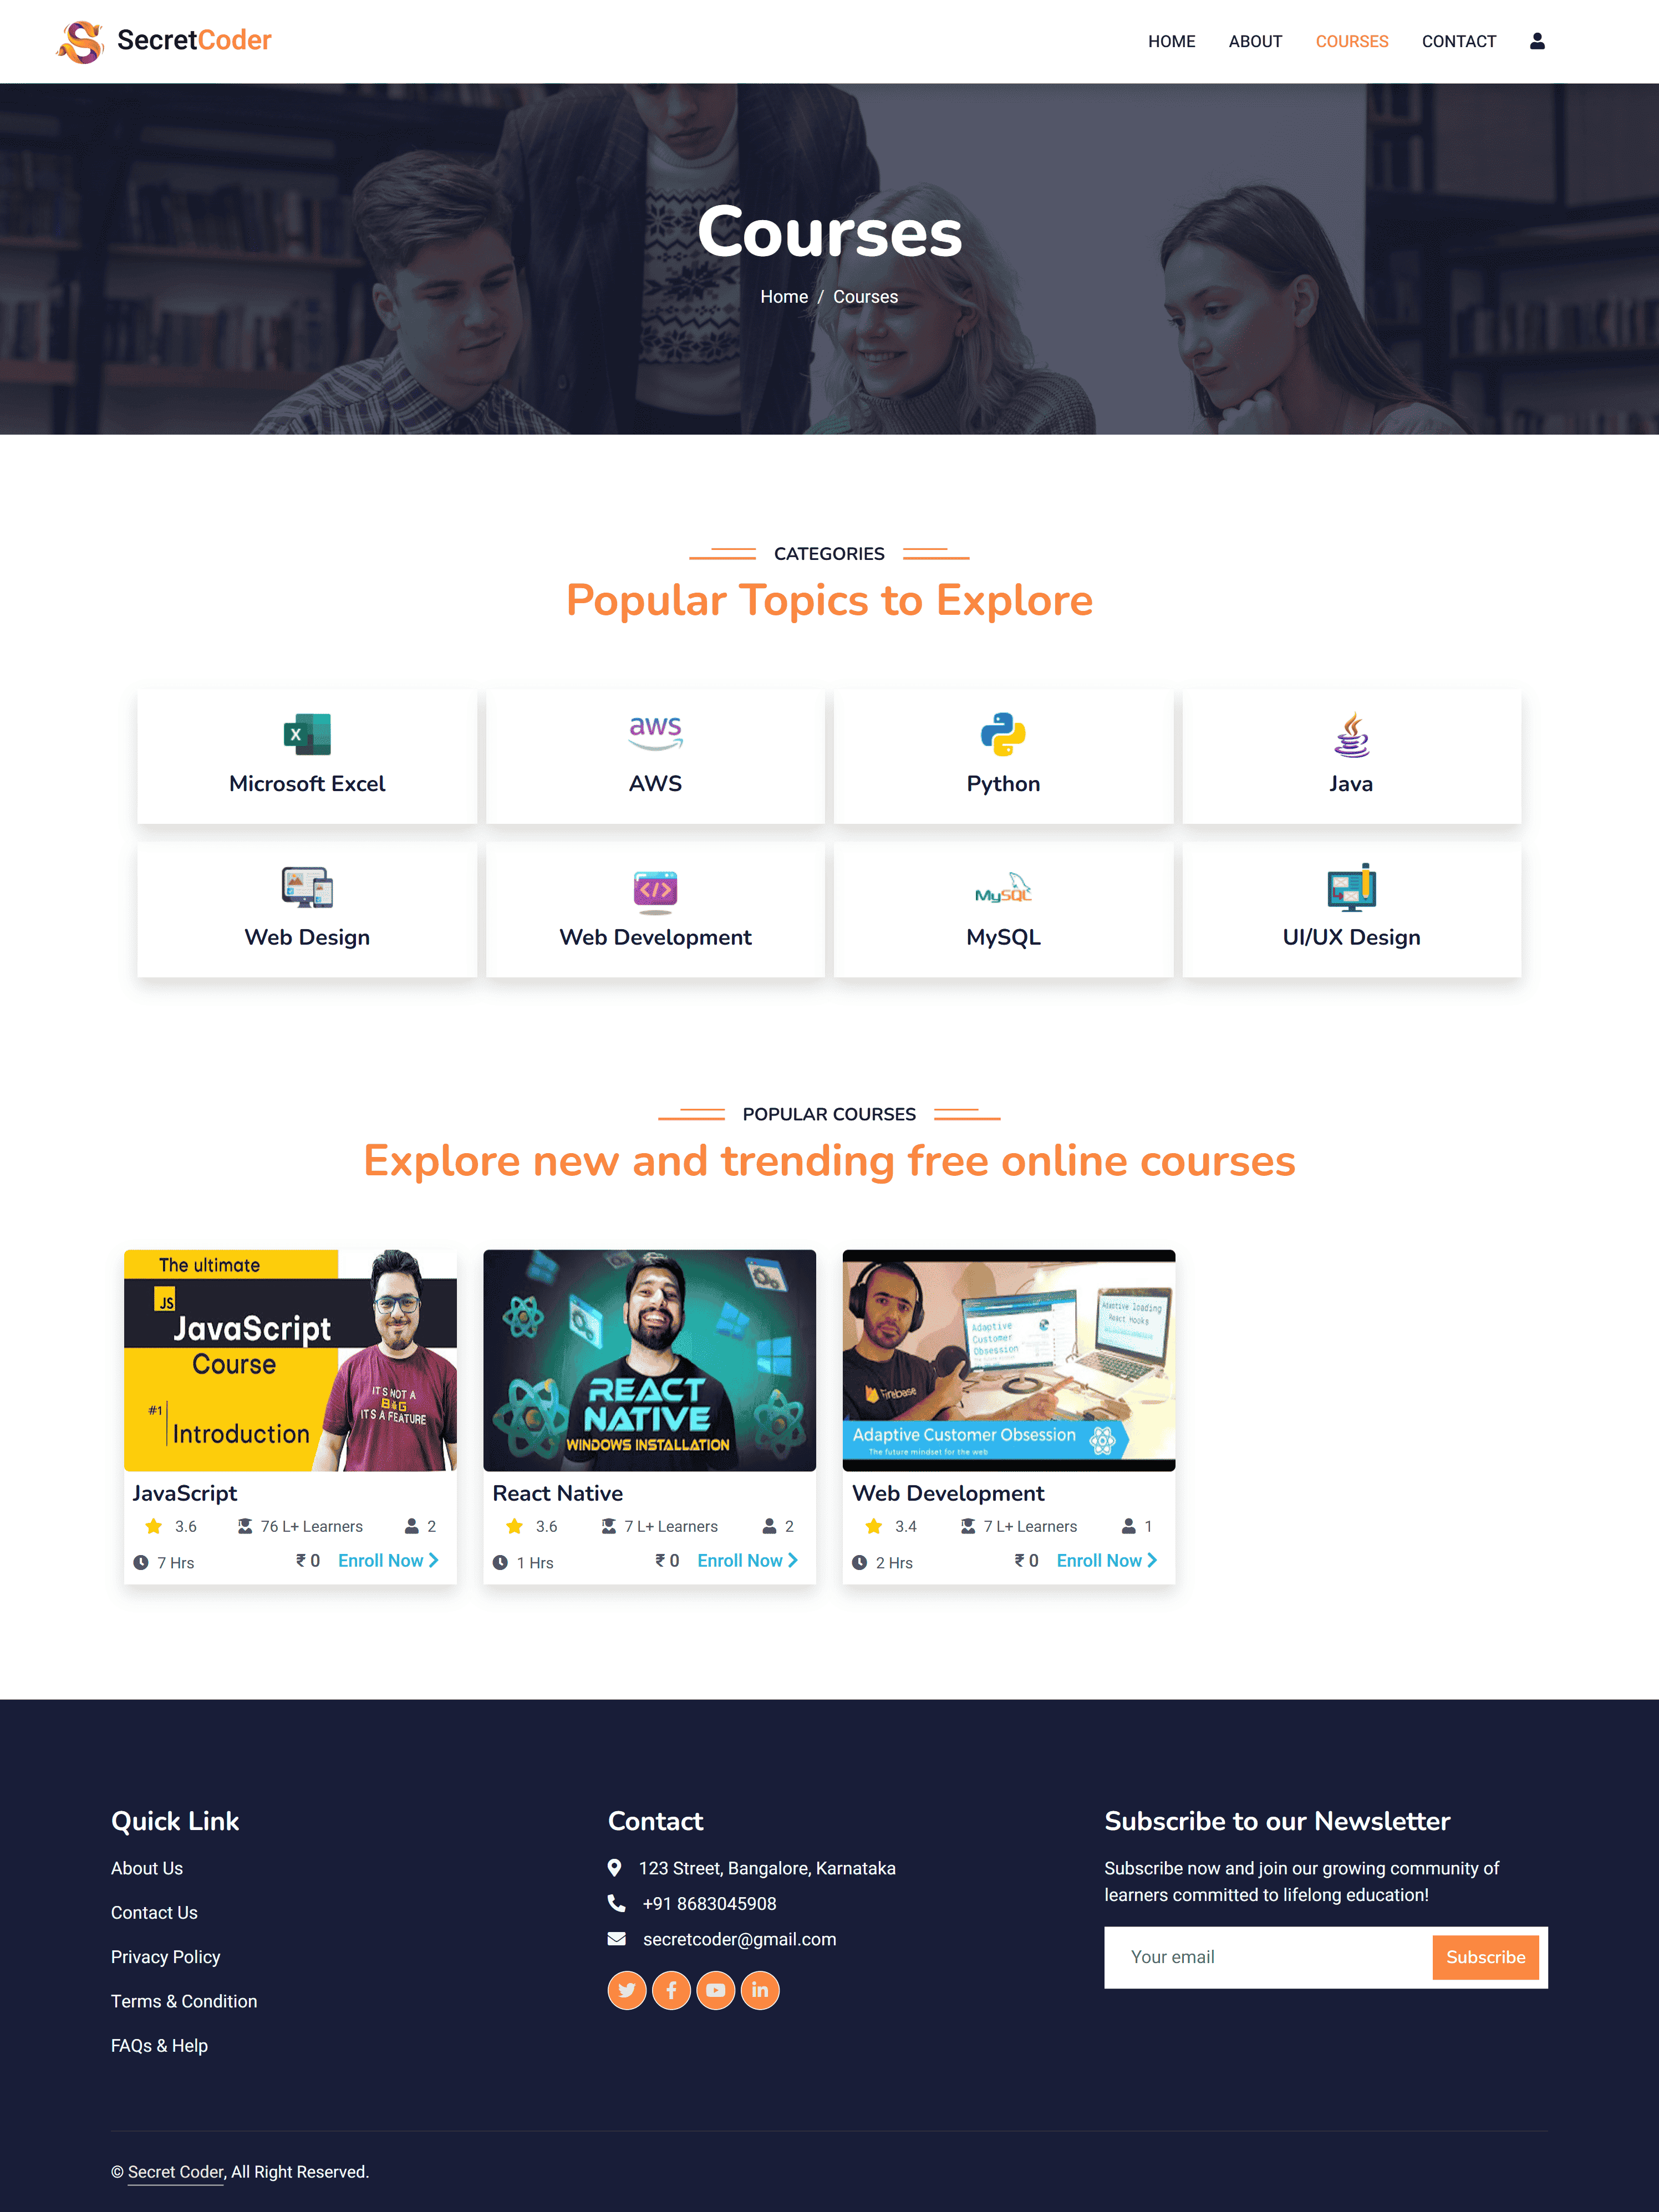 SecretCoder
HOME ABOUT COURSES CONTACT
Courses
Home / Courses
CATEGORIES
Popular Topics to Explore
X
aws
Microsoft Excel
AWS
Python
Java
</>
MySQL
Web Design
Web Development
MySQL
UI/UX Design
POPULAR COURSES
Explore new and trending free online courses
The ultimate
JS
JavaScript
Course
#1
Introduction
IT'S NOT A
BUG
IT'S A FEATURE
REACT
NATIVE
WINDOWS INSTALLATION
Adaptive
Customer
Obsession
Adaptive loading
React Hooks
Firebase
Adaptive Customer Obsession
The future mindset for the web
JavaScript
3.6 76 L+ Learners 2
7 Hrs ₹ 0 Enroll Now
React Native
3.6 7 L+ Learners 2
1 Hrs ₹ 0 Enroll Now
Web Development
3.4 7 L+ Learners 1
2 Hrs ₹ 0 Enroll Now
Quick Link
About Us
Contact Us
Privacy Policy
Terms & Condition
FAQs & Help
Contact
123 Street, Bangalore, Karnataka
+91 8683045908
secretcoder@gmail.com
Subscribe to our Newsletter
Subscribe now and join our growing community of
learners committed to lifelong education!
Your email
Subscribe
© Secret Coder, All Right Reserved.